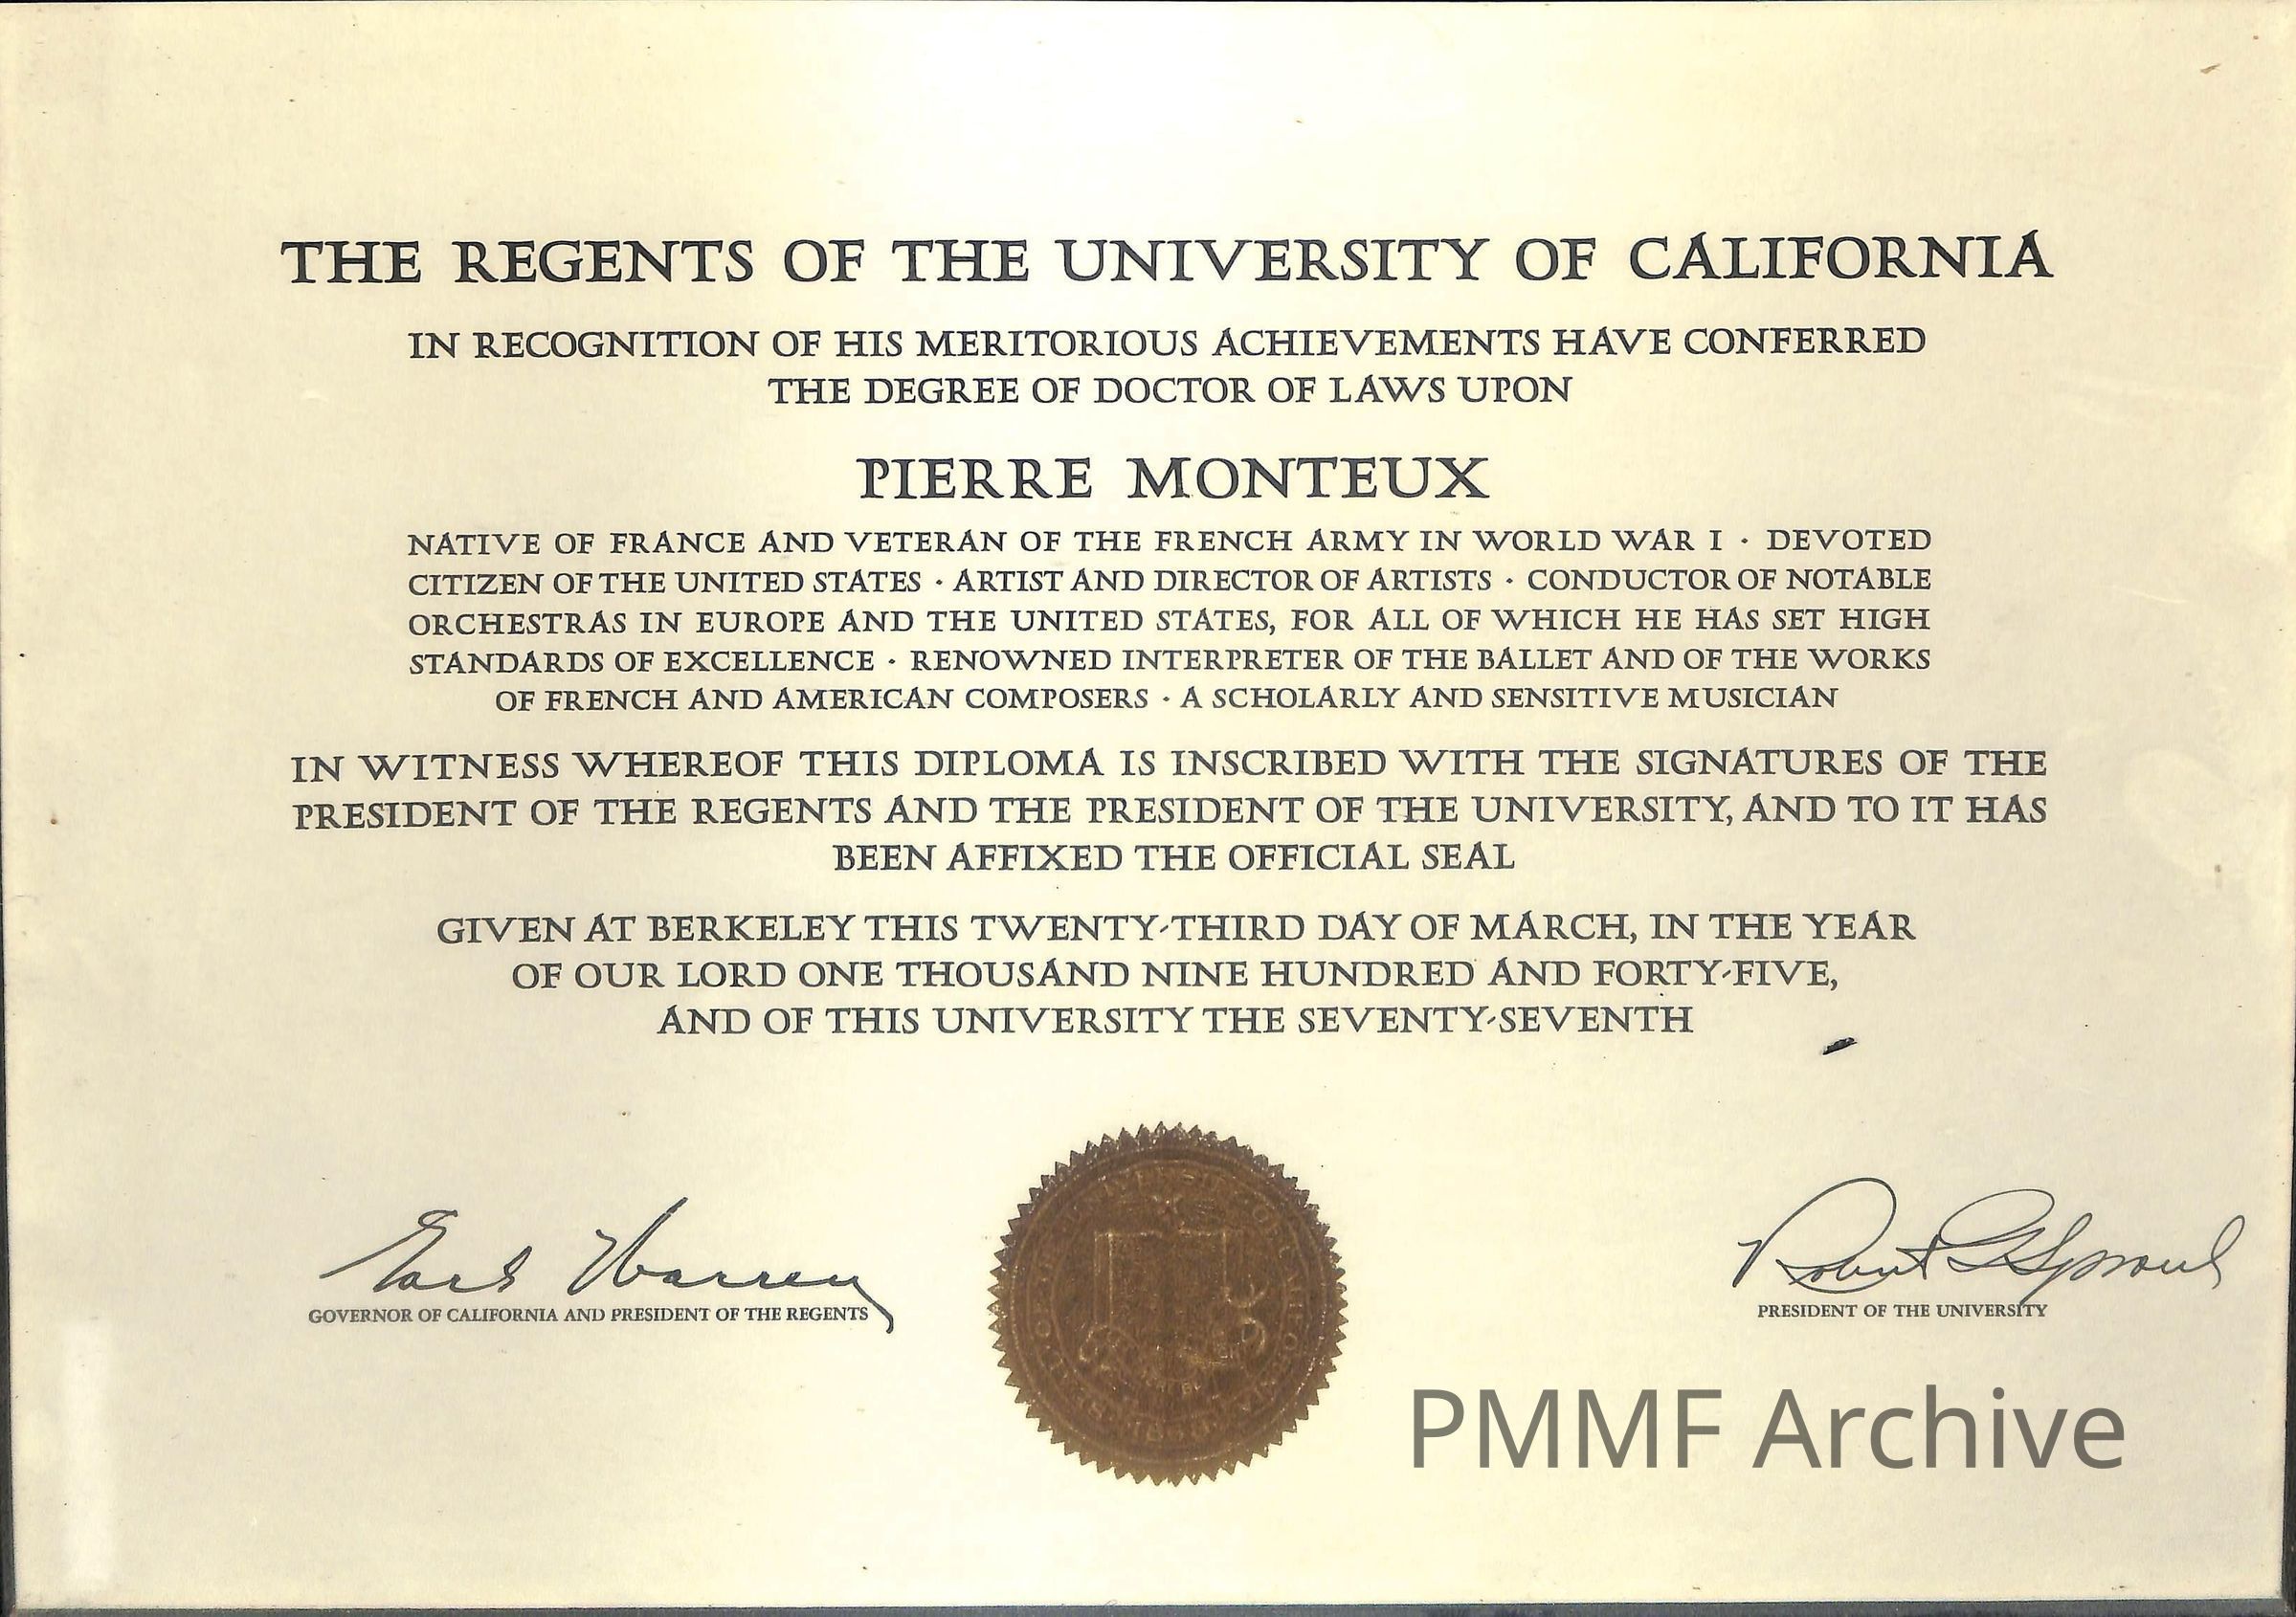 THE REGENTS OF THE UNIVERSITY OF CALIFORNIA
IN RECOGNITION OF HIS MERITORIOUS ACHIEVEMENTS HAVE CONFERRED
THE DEGREE OF DOCTOR OF LAWS UPON
PIERRE MONTEUX
NATIVE OF FRANCE AND VETERAN OF THE FRENCH ARMY IN WORLD WAR I · DEVOTED
CITIZEN OF THE UNITED STATES · ARTIST AND DIRECTOR OF ARTISTS · CONDUCTOR OF NOTABLE
ORCHESTRAS IN EUROPE AND THE UNITED STATES, FOR ALL OF WHICH HE HAS SET HIGH
STANDARDS OF EXCELLENCE · RENOWNED INTERPRETER OF THE BALLET AND OF THE WORKS
OF FRENCH AND AMERICAN COMPOSERS · A SCHOLARLY AND SENSITIVE MUSICIAN
IN WITNESS WHEREOF THIS DIPLOMA IS INSCRIBED WITH THE SIGNATURES OF THE
PRESIDENT OF THE REGENTS AND THE PRESIDENT OF THE UNIVERSITY, AND TO IT HAS
BEEN AFFIXED THE OFFICIAL SEAL
GIVEN AT BERKELEY THIS TWENTY-THIRD DAY OF MARCH, IN THE YEAR
OF OUR LORD ONE THOUSAND NINE HUNDRED AND FORTY-FIVE,
AND OF THIS UNIVERSITY THE SEVENTY-SEVENTH
Earl Warren
GOVERNOR OF CALIFORNIA AND PRESIDENT OF THE REGENTS
Robert G Sproul
PRESIDENT OF THE UNIVERSITY
PMMF Archive